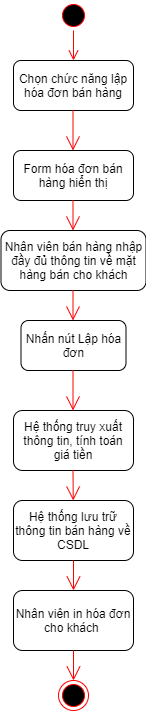 Chọn chức năng lập
hóa đơn bán hàng
Form hóa đơn bán
hàng hiển thị
Nhân viên bán hàng nhập
đầy đủ thông tin về mặt
hàng bán cho khách
Nhấn nút Lập hóa
đơn
Hệ thống truy xuất
thông tin, tính toán
giá tiền
Hệ thống lưu trữ
thông tin bán hàng về
CSDL
Nhân viên in hóa đơn
cho khách